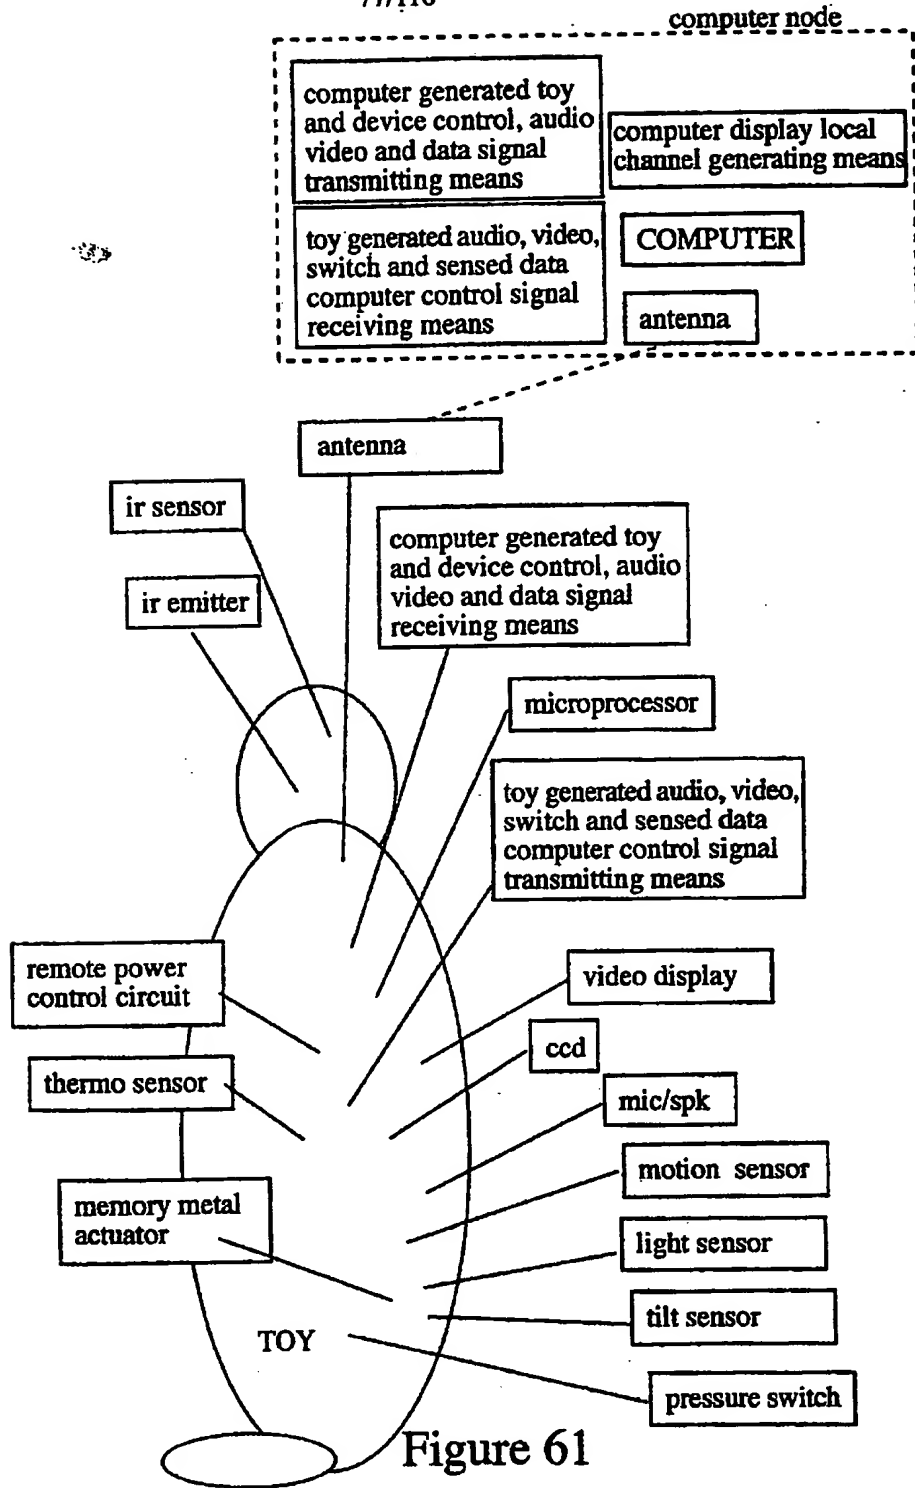 77/116
computer node
computer generated toy
and device control, audio
video and data signal
transmitting means
computer display local
channel generating means
toy generated audio, video,
switch and sensed data
computer control signal
receiving means
COMPUTER
antenna
antenna
ir sensor
computer generated toy
and device control, audio
video and data signal
receiving means
ir emitter
microprocessor
toy generated audio, video,
switch and sensed data
computer control signal
transmitting means
remote power
control circuit
video display
ccd
thermo sensor
mic/spk
motion sensor
memory metal
actuator
light sensor
tilt sensor
TOY
pressure switch
Figure 61